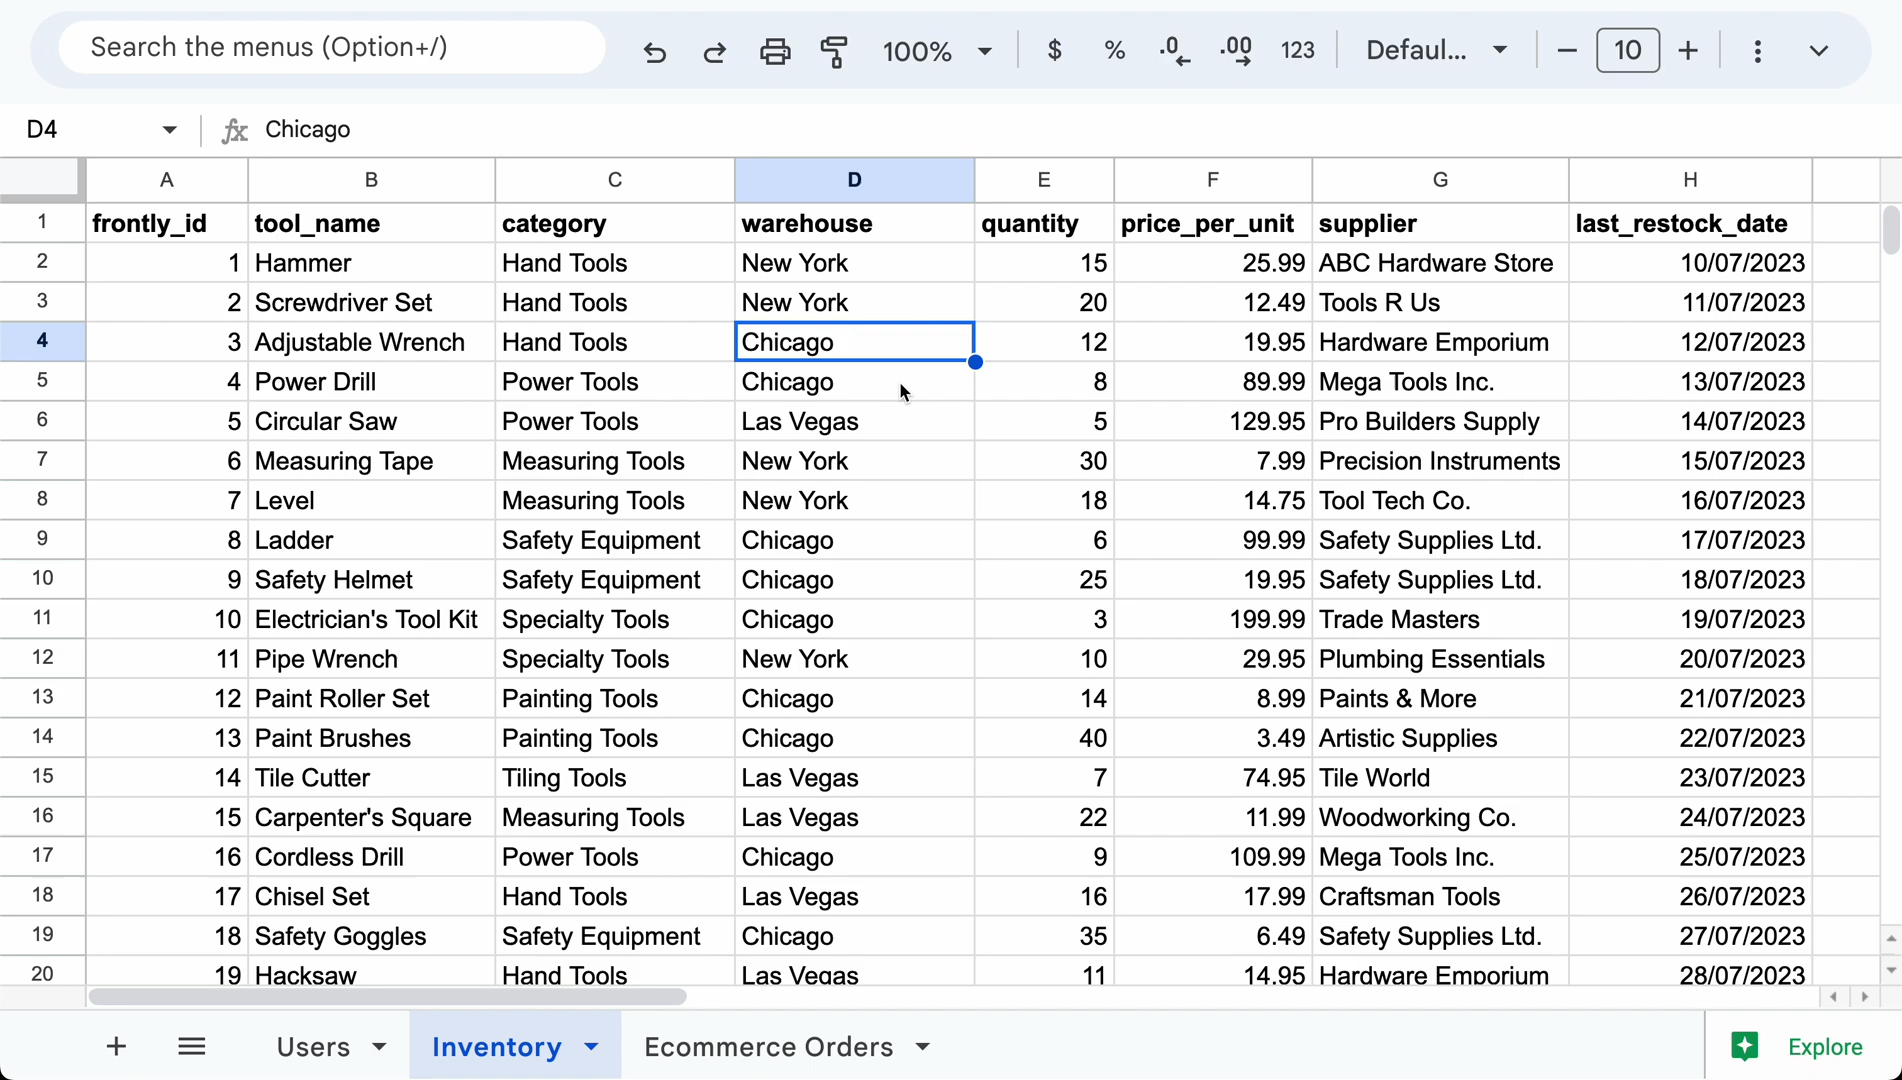 Search the menus (Option+/) 100% $ % .0 .00 123 Defaul... 10
D4 fx Chicago
A B C D E F G H
1 frontly_id tool_name category warehouse quantity price_per_unit supplier last_restock_date
2 1 Hammer Hand Tools New York 15 25.99 ABC Hardware Store 10/07/2023
3 2 Screwdriver Set Hand Tools New York 20 12.49 Tools R Us 11/07/2023
4 3 Adjustable Wrench Hand Tools Chicago 12 19.95 Hardware Emporium 12/07/2023
5 4 Power Drill Power Tools Chicago 8 89.99 Mega Tools Inc. 13/07/2023
6 5 Circular Saw Power Tools Las Vegas 5 129.95 Pro Builders Supply 14/07/2023
7 6 Measuring Tape Measuring Tools New York 30 7.99 Precision Instruments 15/07/2023
8 7 Level Measuring Tools New York 18 14.75 Tool Tech Co. 16/07/2023
9 8 Ladder Safety Equipment Chicago 6 99.99 Safety Supplies Ltd. 17/07/2023
10 9 Safety Helmet Safety Equipment Chicago 25 19.95 Safety Supplies Ltd. 18/07/2023
11 10 Electrician's Tool Kit Specialty Tools Chicago 3 199.99 Trade Masters 19/07/2023
12 11 Pipe Wrench Specialty Tools New York 10 29.95 Plumbing Essentials 20/07/2023
13 12 Paint Roller Set Painting Tools Chicago 14 8.99 Paints & More 21/07/2023
14 13 Paint Brushes Painting Tools Chicago 40 3.49 Artistic Supplies 22/07/2023
15 14 Tile Cutter Tiling Tools Las Vegas 7 74.95 Tile World 23/07/2023
16 15 Carpenter's Square Measuring Tools Las Vegas 22 11.99 Woodworking Co. 24/07/2023
17 16 Cordless Drill Power Tools Chicago 9 109.99 Mega Tools Inc. 25/07/2023
18 17 Chisel Set Hand Tools Las Vegas 16 17.99 Craftsman Tools 26/07/2023
19 18 Safety Goggles Safety Equipment Chicago 35 6.49 Safety Supplies Ltd. 27/07/2023
20 19 Hacksaw Hand Tools Las Vegas 11 14.95 Hardware Emporium 28/07/2023
Users Inventory Ecommerce Orders Explore